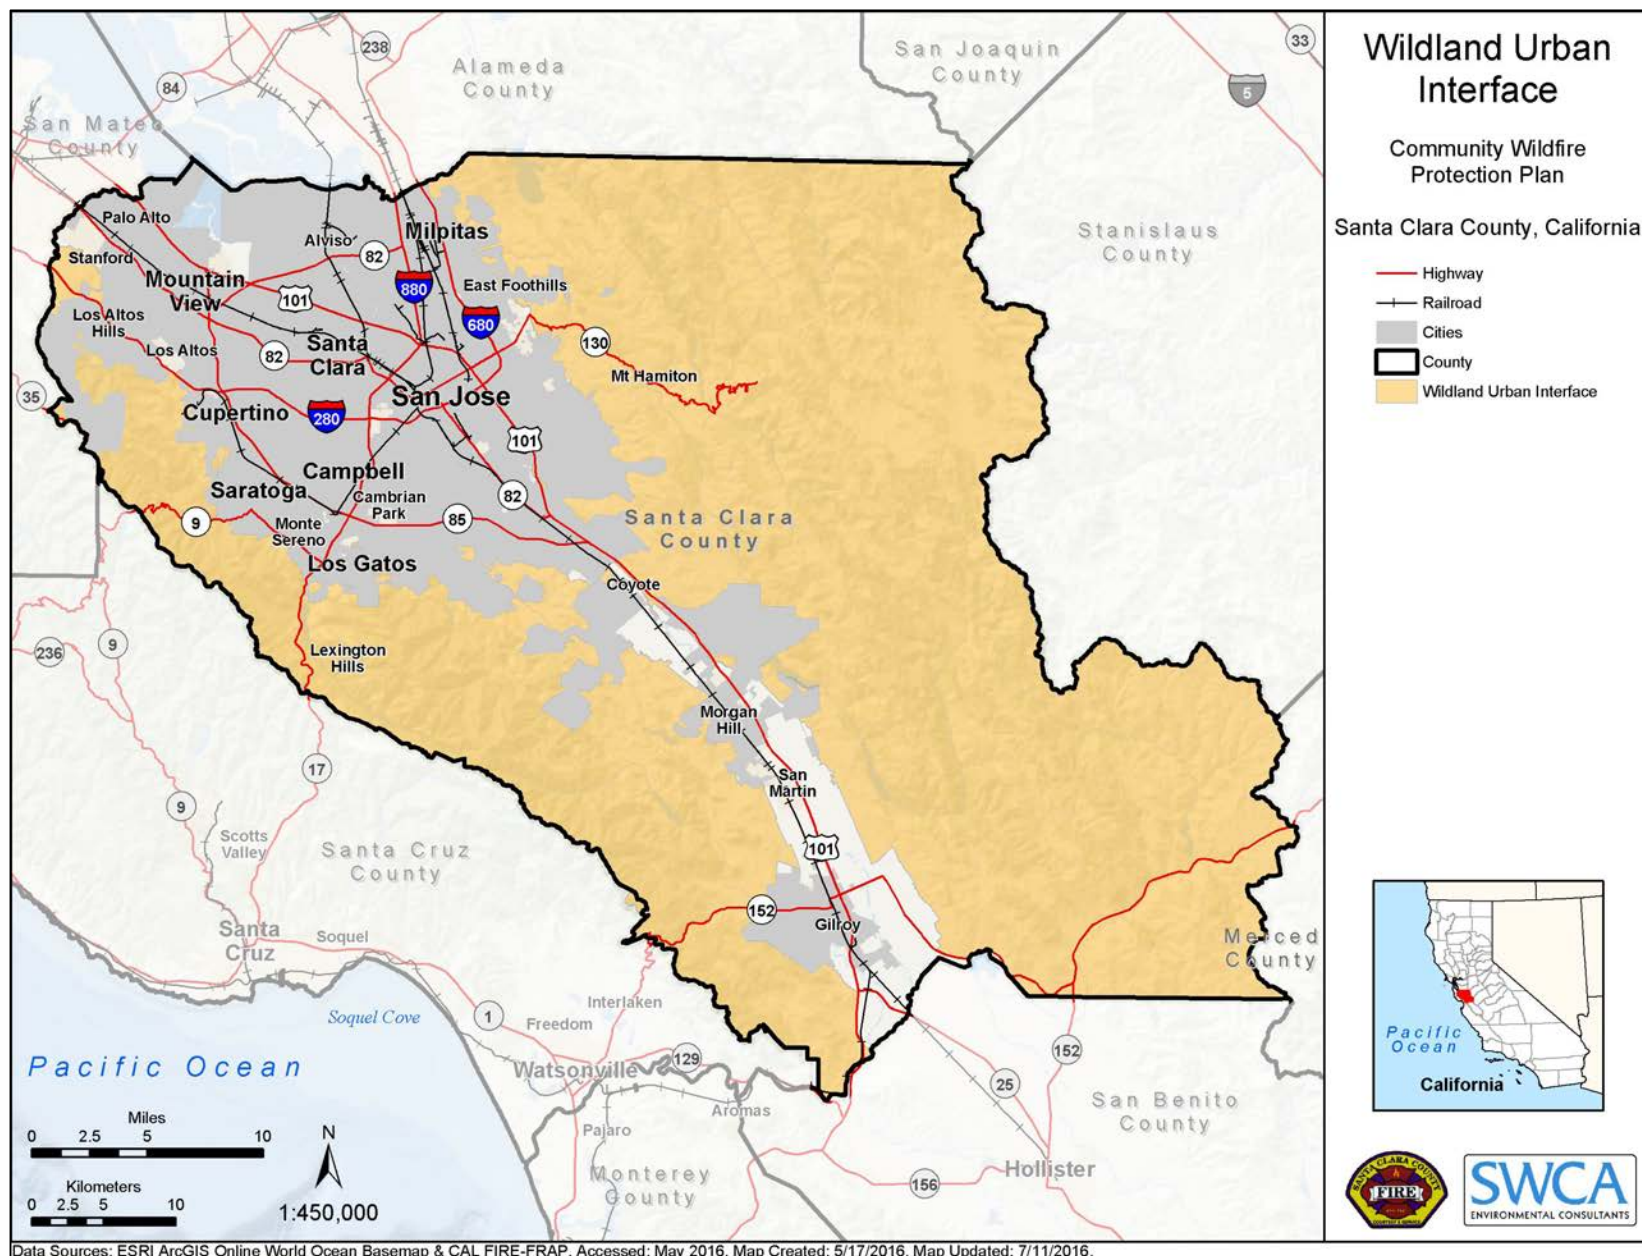 Wildland Urban
Interface
Community Wildfire
Protection Plan
Santa Clara County, California
Highway
Railroad
Cities
County
Wildland Urban Interface
238
84
33
5
Alameda
County
San Joaquin
County
San Mateo
County
Stanislaus
County
Palo Alto
Alviso
Milpitas
82
Stanford
Mountain
View
101
880
East Foothills
680
Los Altos
Hills
Los Altos
82
Santa
Clara
130
Mt Hamiton
35
San Jose
Cupertino
280
101
Campbell
Saratoga
Cambrian
Park
82
9
Monte
Sereno
85
Santa Clara
County
Los Gatos
Coyote
9
236
Lexington
Hills
Morgan
Hill
17
San
Martin
9
Scotts
Valley
Santa Cruz
County
101
152
Gilroy
Santa
Cruz
Soquel
Merced
County
Interlaken
Soquel Cove
1
Freedom
Pacific Ocean
Watsonville
129
152
25
Aromas
San Benito
County
Pajaro
Monterey
County
Hollister
156
Miles
0 2.5 5 10
Kilometers
0 2.5 5 10
N
1:450,000
Pacific
Ocean
California
SANTA CLARA COUNTY
FIRE
COURTESY & SERVICE
SWCA
ENVIRONMENTAL CONSULTANTS
Data Sources: ESRI ArcGIS Online World Ocean Basemap & CAL FIRE-FRAP. Accessed: May 2016. Map Created: 5/17/2016. Map Updated: 7/11/2016.